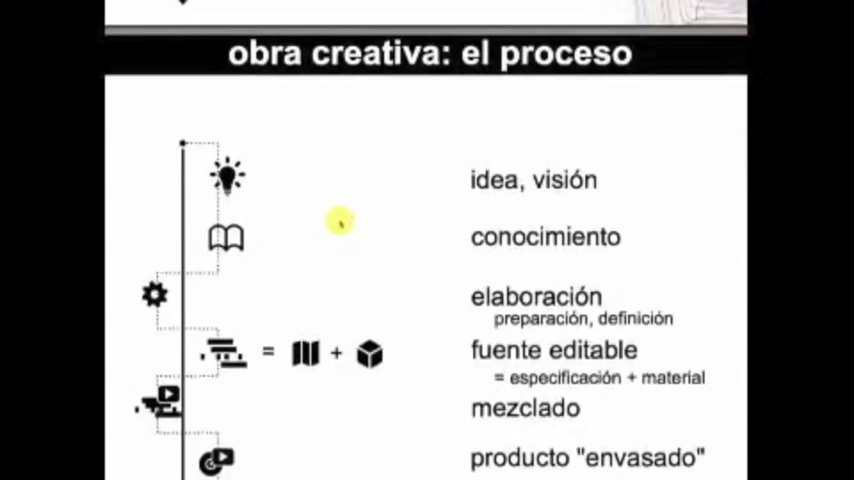 obra creativa: el proceso
idea, visión
conocimiento
elaboración
preparación, definición
= +
fuente editable
= especificación + material
mezclado
producto "envasado"